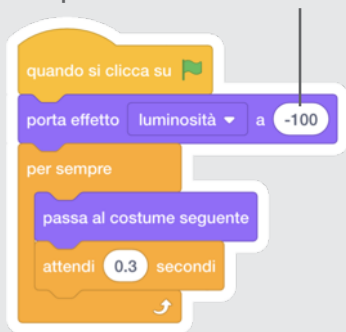 quando si clicca su
porta effetto luminosità a -100
per sempre
passa al costume seguente
attendi 0.3 secondi